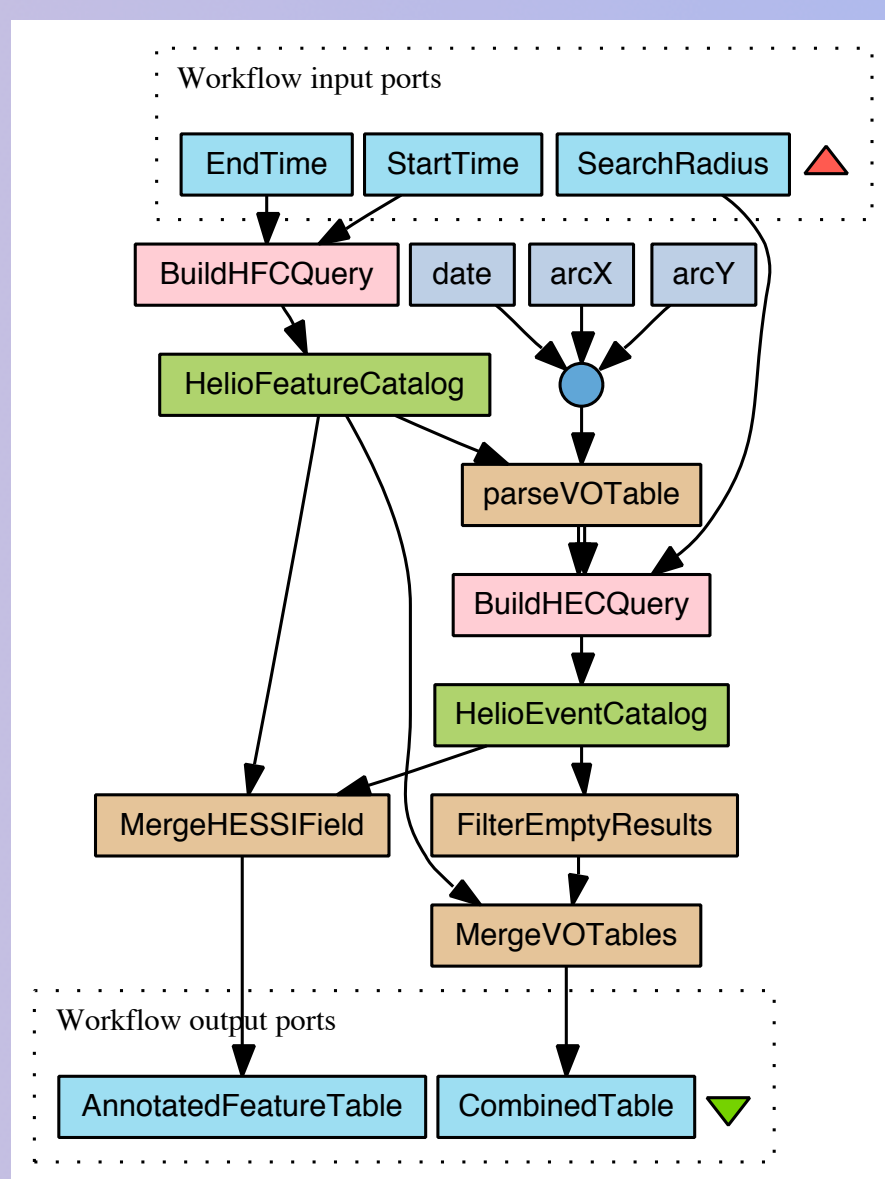 Workflow input ports
EndTime
StartTime
SearchRadius
BuildHFCQuery
date
arcX
arcY
HelioFeatureCatalog
parseVOTable
BuildHECQuery
HelioEventCatalog
MergeHESSIField
FilterEmptyResults
MergeVOTables
Workflow output ports
AnnotatedFeatureTable
CombinedTable